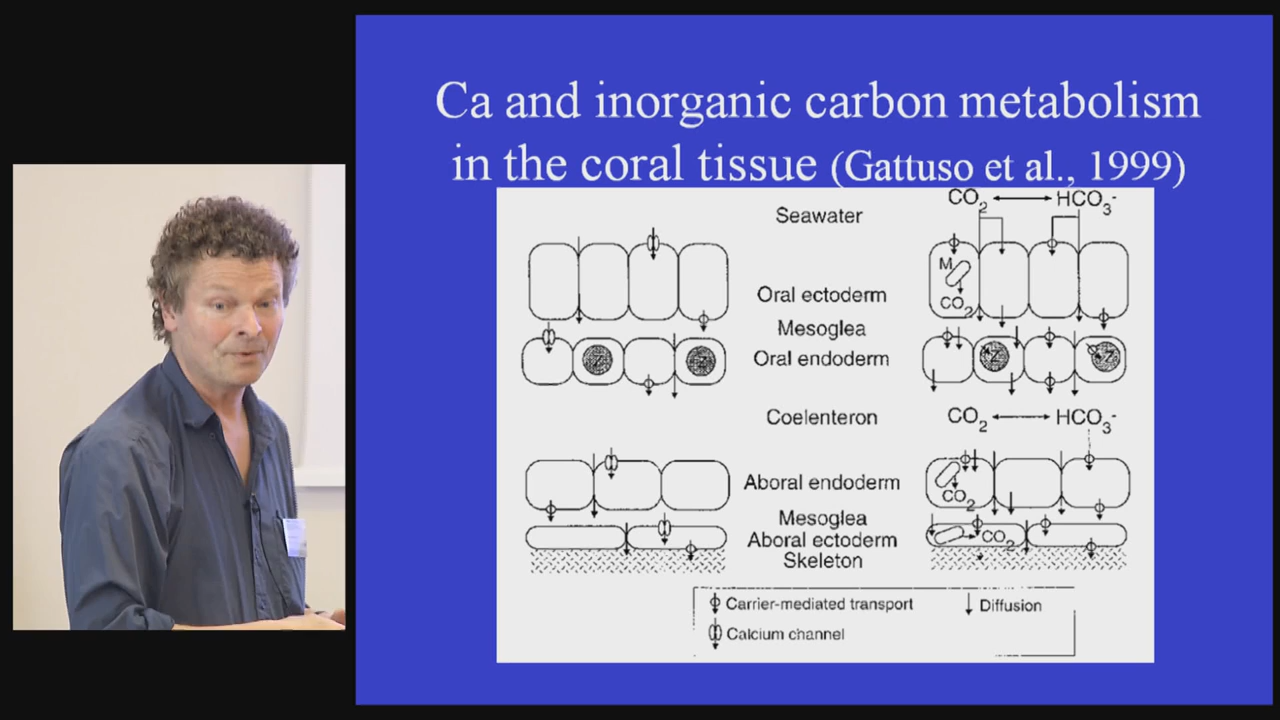 Ca and inorganic carbon metabolism
in the coral tissue (Gattuso et al., 1999)
CO₂ HCO₃⁻
Seawater
M
Oral ectoderm
CO₂
Mesoglea
Oral endoderm
Z Z Z Z
Coelenteron
CO₂ HCO₃⁻
Aboral endoderm
CO₂
Mesoglea
Aboral ectoderm
CO₂
Skeleton
Carrier-mediated transport
Diffusion
Calcium channel